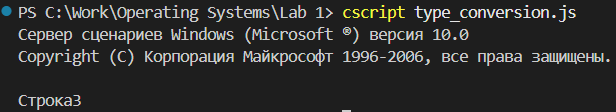 PS C:\Work\Operating Systems\Lab 1> cscript type_conversion.js
Сервер сценариев Windows (Microsoft ®) версия 10.0
Copyright (C) Корпорация Майкрософт 1996-2006, все права защищены.
Строка3